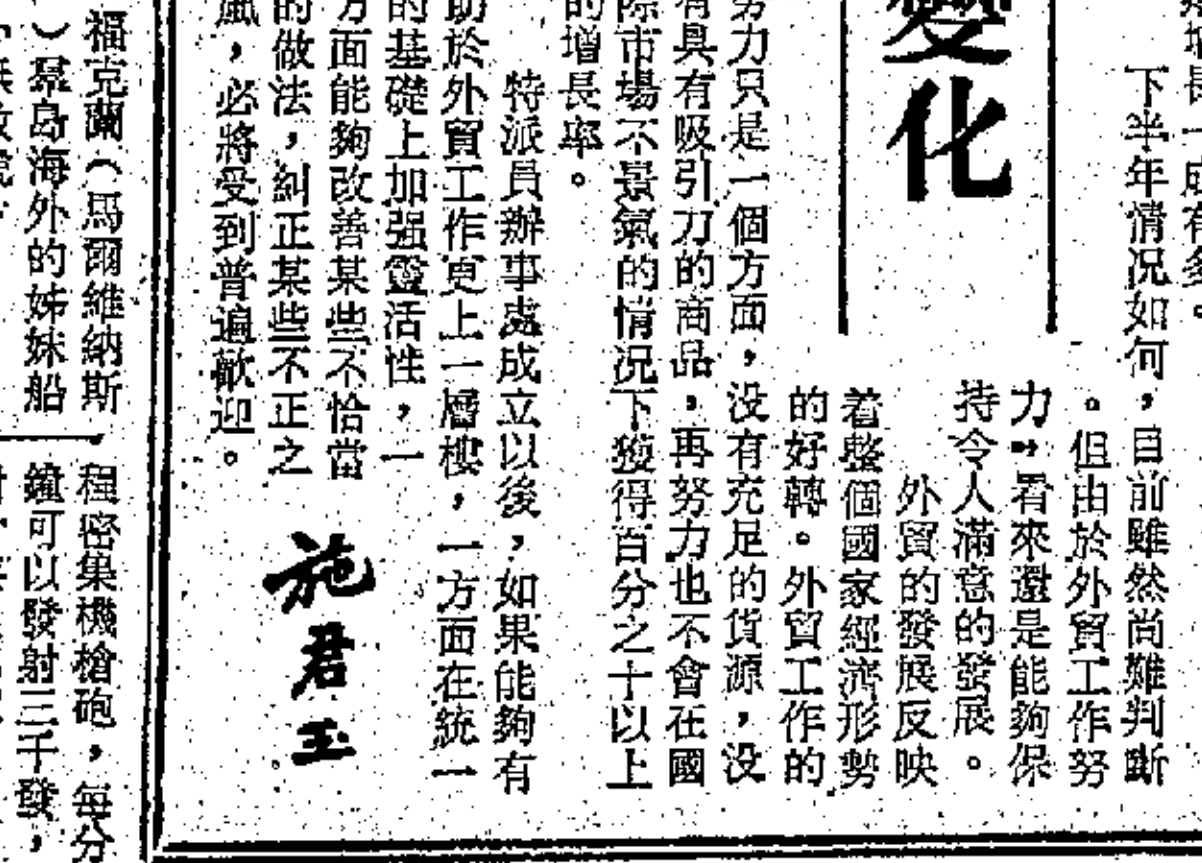 增長一成有多。
下半年情况如何，目前雖然尚難判斷
。但由於外貿工作努
力，看來還是能夠保
持令人滿意的發展。
外貿的發展反映
着整個國家經濟形勢
的好轉。外貿工作的
變化
努力只是一個方面，没有充足的貨源，没
有具有吸引力的商品，再努力也不會在國
際市場不景氣的情况下獲得百分之十以上
的增長率。
特派員辦事處成立以後，如果能夠有
助於外貿工作更上一層樓，一方面在統一
的基礎上加强靈活性，一
方面能夠改善某些不恰當
的做法，糾正某些不正之
風，必將受到普遍歡迎。
施君玉
福克蘭（馬爾維納斯
）羣島海外的姊妹船
程密集機槍砲，每分
鐘可以發射三千發，